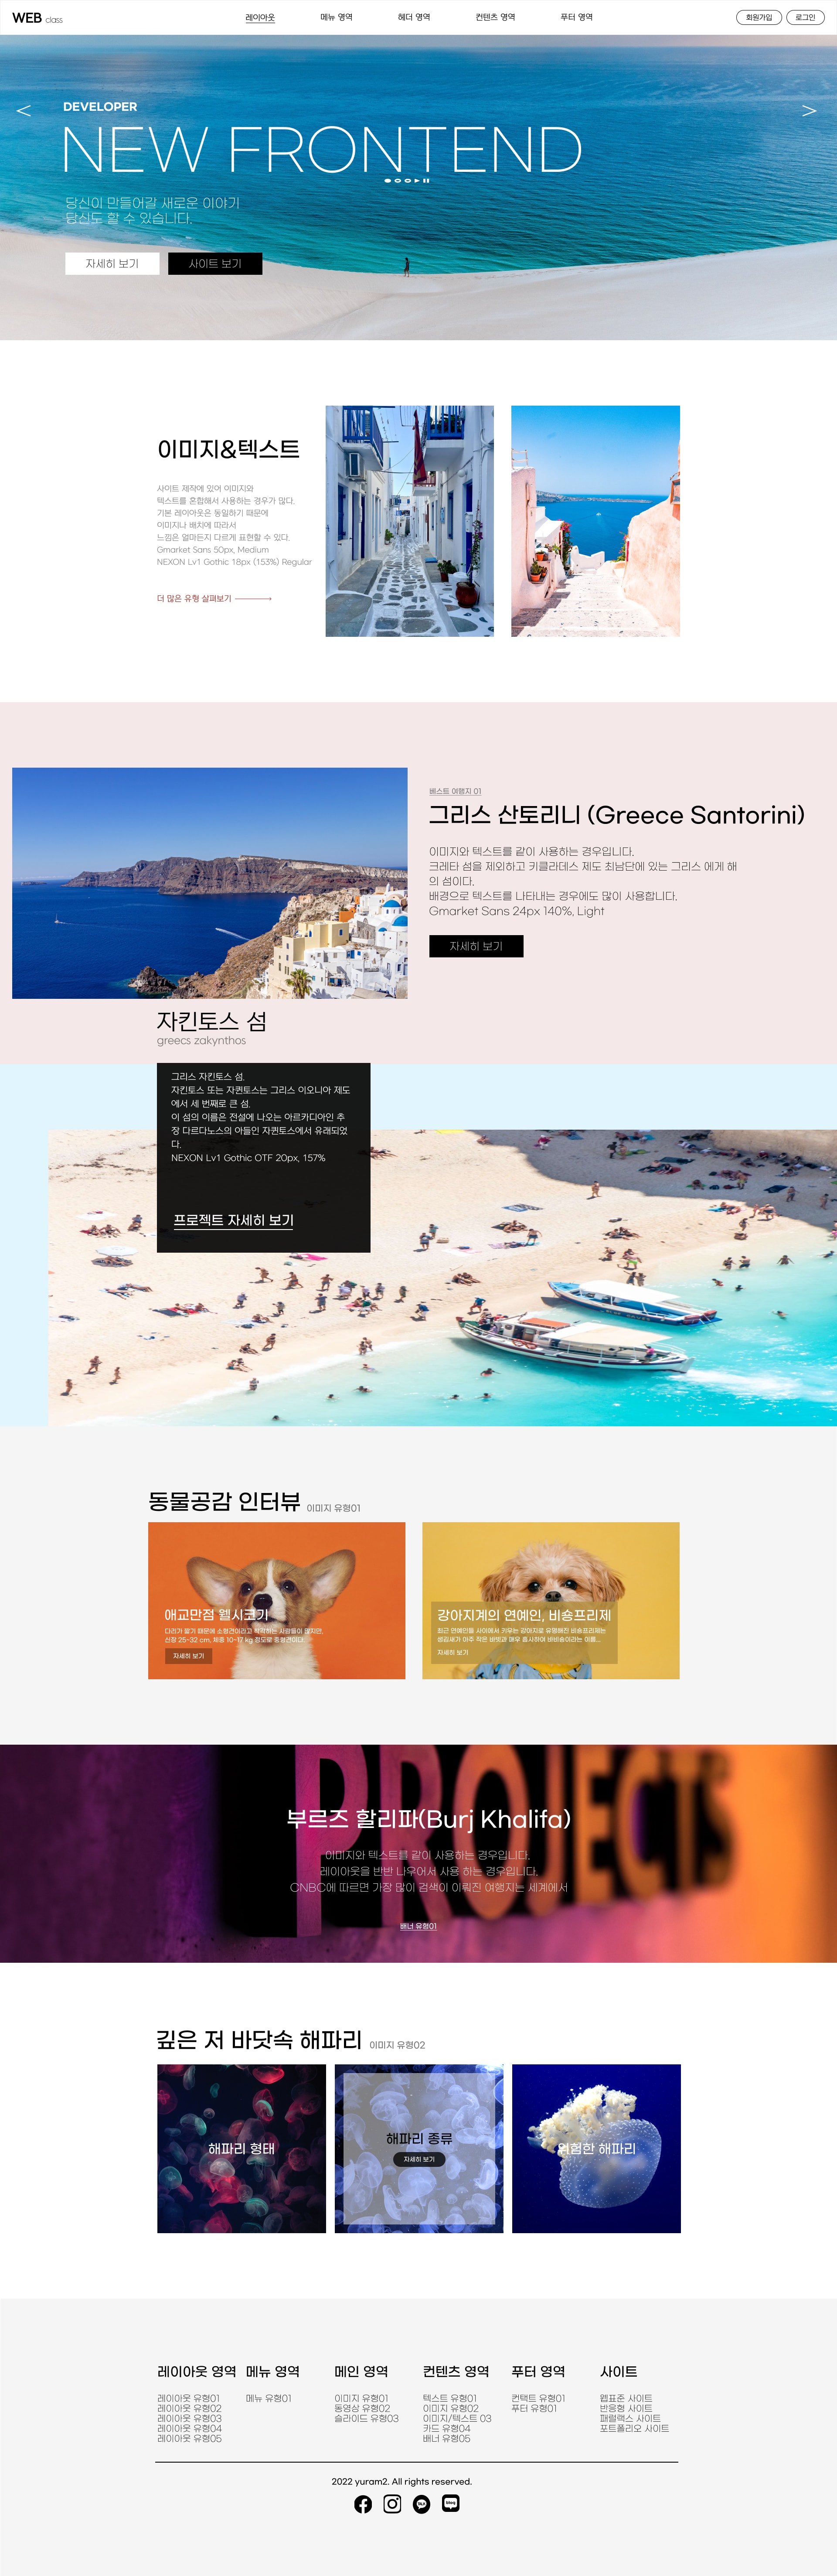 WEB class
레이아웃 메뉴 영역 헤더 영역 컨텐츠 영역 푸터 영역
회원가입 로그인
DEVELOPER
NEW FRONTEND
당신이 만들어갈 새로운 이야기
당신도 할 수 있습니다.
자세히 보기 사이트 보기
이미지&텍스트
사이트 제작에 있어 이미지와
텍스트를 혼합해서 사용하는 경우가 많다.
기본 레이아웃은 동일하기 때문에
이미지나 배치에 따라서
느낌은 얼마든지 다르게 표현할 수 있다.
Gmarket Sans 50px, Medium
NEXON Lv1 Gothic 18px (153%) Regular
더 많은 유형 살펴보기
베스트 여행지 01
그리스 산토리니 (Greece Santorini)
이미지와 텍스트를 같이 사용하는 경우입니다.
크레타 섬을 제외하고 키클라데스 제도 최남단에 있는 그리스 에게 해
의 섬이다.
배경으로 텍스트를 나타내는 경우에도 많이 사용합니다.
Gmarket Sans 24px 140%, Light
자세히 보기
자킨토스 섬
greecs zakynthos
그리스 자킨토스 섬.
자킨토스 또는 자퀸토스는 그리스 이오니아 제도
에서 세 번째로 큰 섬.
이 섬의 이름은 전설에 나오는 아르카디아인 추
장 다르다노스의 아들인 자퀸토스에서 유래되었
다.
NEXON Lv1 Gothic OTF 20px, 157%
프로젝트 자세히 보기
동물공감 인터뷰 이미지 유형01
애교만점 웰시코기
다리가 짧기 때문에 소형견이라고 착각하는 사람들이 많지만,
신장 25-32 cm, 체중 10~17 kg 정도로 중형견이다.
자세히 보기
강아지계의 연예인, 비숑프리제
최근 연예인들 사이에서 키우는 강아지로 유명해진 비숑프리제는
생김새가 아주 작은 바빗과 매우 흡사하여 바비숑이라는 이름...
자세히 보기
PROJECTS
부르즈 할리파(Burj Khalifa)
이미지와 텍스트를 같이 사용하는 경우입니다.
레이아웃을 반반 나누어서 사용 하는 경우입니다.
CNBC에 따르면 가장 많이 검색이 이뤄진 여행지는 세계에서
배너 유형01
깊은 저 바닷속 해파리 이미지 유형02
해파리 형태
해파리 종류
자세히 보기
위험한 해파리
레이아웃 영역
레이아웃 유형01
레이아웃 유형02
레이아웃 유형03
레이아웃 유형04
레이아웃 유형05
메뉴 영역
메뉴 유형01
메인 영역
이미지 유형01
동영상 유형02
슬라이드 유형03
컨텐츠 영역
텍스트 유형01
이미지 유형02
이미지/텍스트 03
카드 유형04
배너 유형05
푸터 영역
컨택트 유형01
푸터 유형01
사이트
웹표준 사이트
반응형 사이트
패럴랙스 사이트
포트폴리오 사이트
2022 yuram2. All rights reserved.
TALK
blog